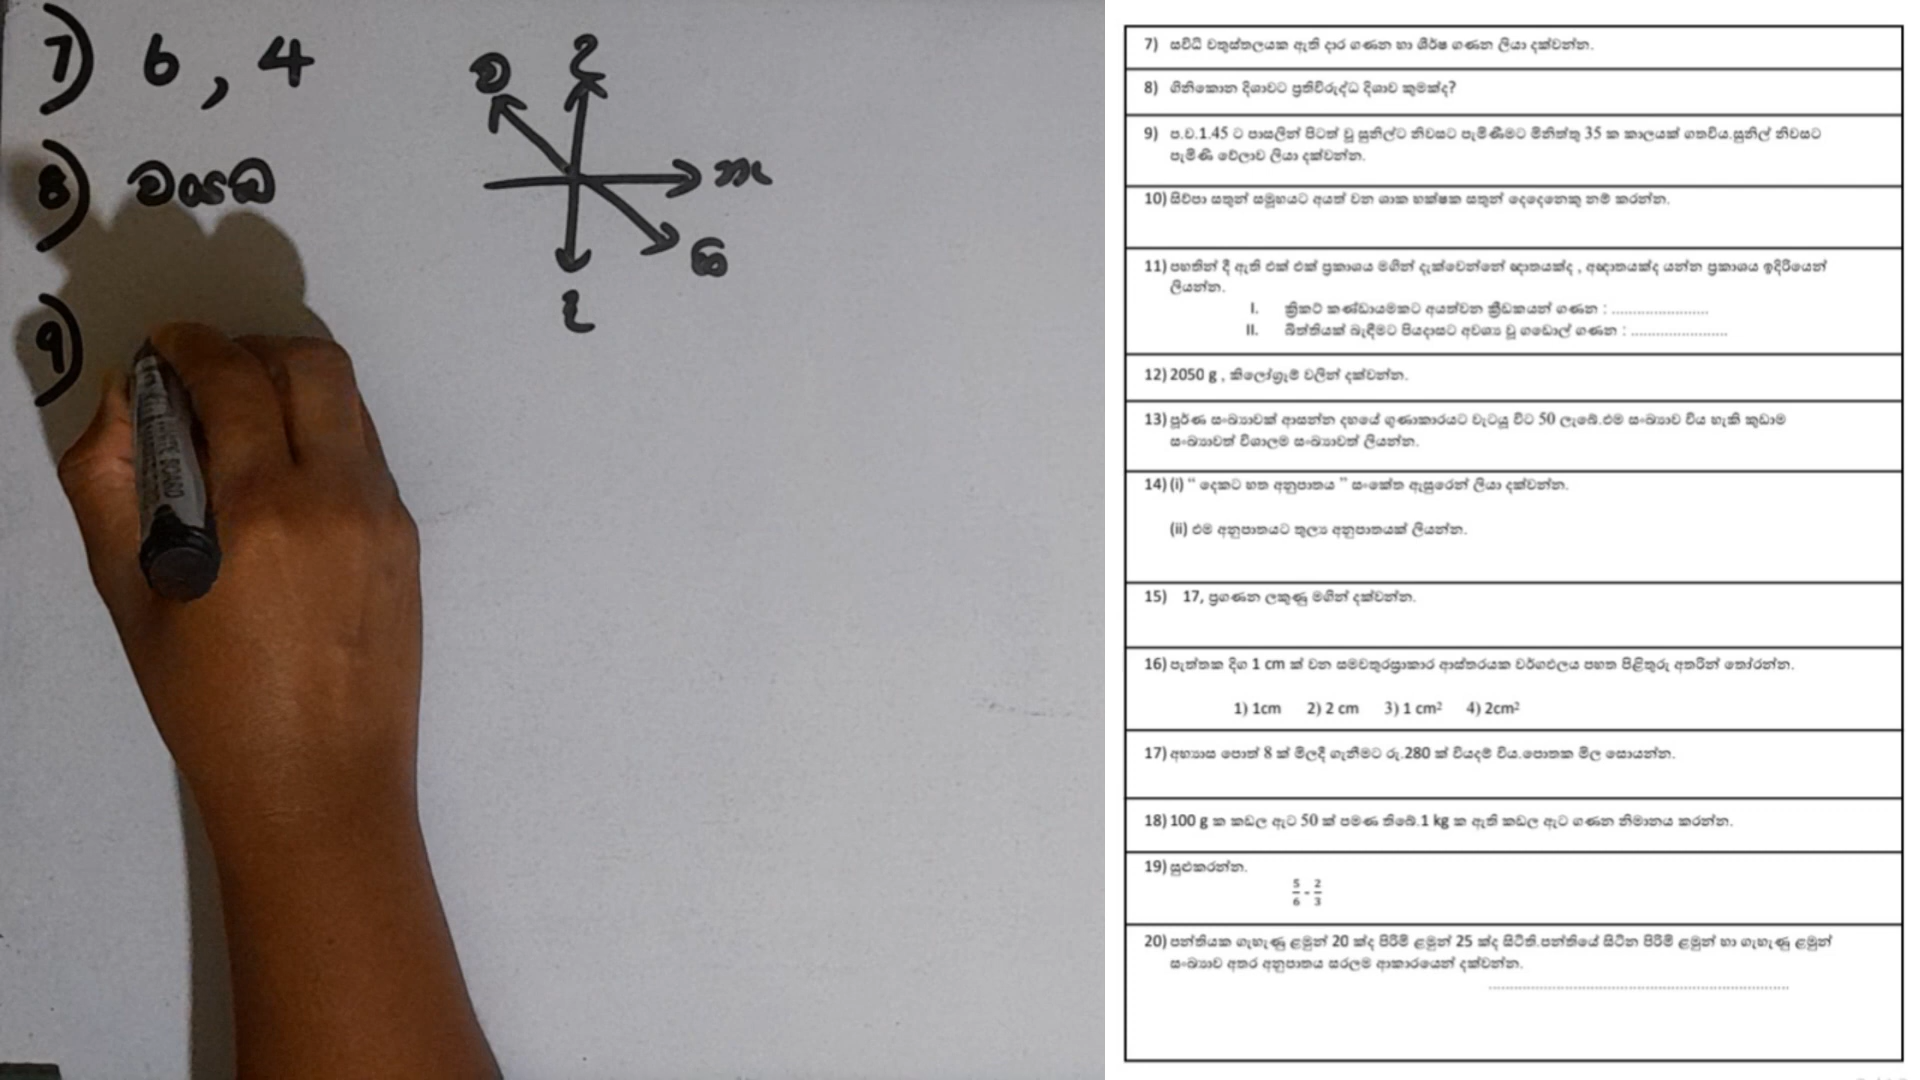 7) 6, 4
8) වයඹ
9)
ව
උ
නැ
ගි
ද
7) සවිධි චතුස්තලයක ඇති දාර ගණන හා ශීර්ෂ ගණන ලියා දක්වන්න.
8) ගිනිකොන දිශාවට ප්‍රතිවිරුද්ධ දිශාව කුමක්ද?
9) ප.ව.1.45 ට පාසලින් පිටත් වූ සුනිල්ට නිවසට පැමිණීමට මිනිත්තු 35 ක කාලයක් ගතවිය.සුනිල් නිවසට
පැමිණි වේලාව ලියා දක්වන්න.
10) සිව්පා සතුන් සමූහයට අයත් වන ශාක භක්ෂක සතුන් දෙදෙනෙකු නම් කරන්න.
11) පහතින් දී ඇති එක් එක් ප්‍රකාශය මගින් දැක්වෙන්නේ ඥාතයක්ද , අඥාතයක්ද යන්න ප්‍රකාශය ඉදිරියෙන්
ලියන්න.
I. ක්‍රිකට් කණ්ඩායමකට අයත්වන ක්‍රීඩකයන් ගණන : ........................
II. බිත්තියක් බැඳීමට පියදාසට අවශ්‍ය වූ ගඩොල් ගණන : ........................
12) 2050 g , කිලෝග්‍රෑම් වලින් දක්වන්න.
13) පූර්ණ සංඛ්‍යාවක් ආසන්න දහයේ ගුණාකාරයට වැටයූ විට 50 ලැබේ.එම සංඛ්‍යාව විය හැකි කුඩාම
සංඛ්‍යාවත් විශාලම සංඛ්‍යාවත් ලියන්න.
14) (i) “ දෙකට හත අනුපාතය ” සංකේත ඇසුරෙන් ලියා දක්වන්න.
(ii) එම අනුපාතයට තුල්‍ය අනුපාතයක් ලියන්න.
15) 17, ප්‍රගණන ලකුණු මගින් දක්වන්න.
16) පැත්තක දිග 1 cm ක් වන සමචතුරස්‍රාකාර ආස්තරයක වර්ගඵලය පහත පිළිතුරු අතරින් තෝරන්න.
1) 1cm 2) 2 cm 3) 1 cm² 4) 2cm²
17) අභ්‍යාස පොත් 8 ක් මිලදී ගැනීමට රු.280 ක් වියදම් විය.පොතක මිල සොයන්න.
18) 100 g ක කඩල ඇට 50 ක් පමණ තිබේ.1 kg ක ඇති කඩල ඇට ගණන නිමානය කරන්න.
19) සුළුකරන්න.
5/6 - 2/3
20) පන්තියක ගැහැණු ළමුන් 20 ක්ද පිරිමි ළමුන් 25 ක්ද සිටිති.පන්තියේ සිටින පිරිමි ළමුන් හා ගැහැණු ළමුන්
සංඛ්‍යාව අතර අනුපාතය සරලම ආකාරයෙන් දක්වන්න.